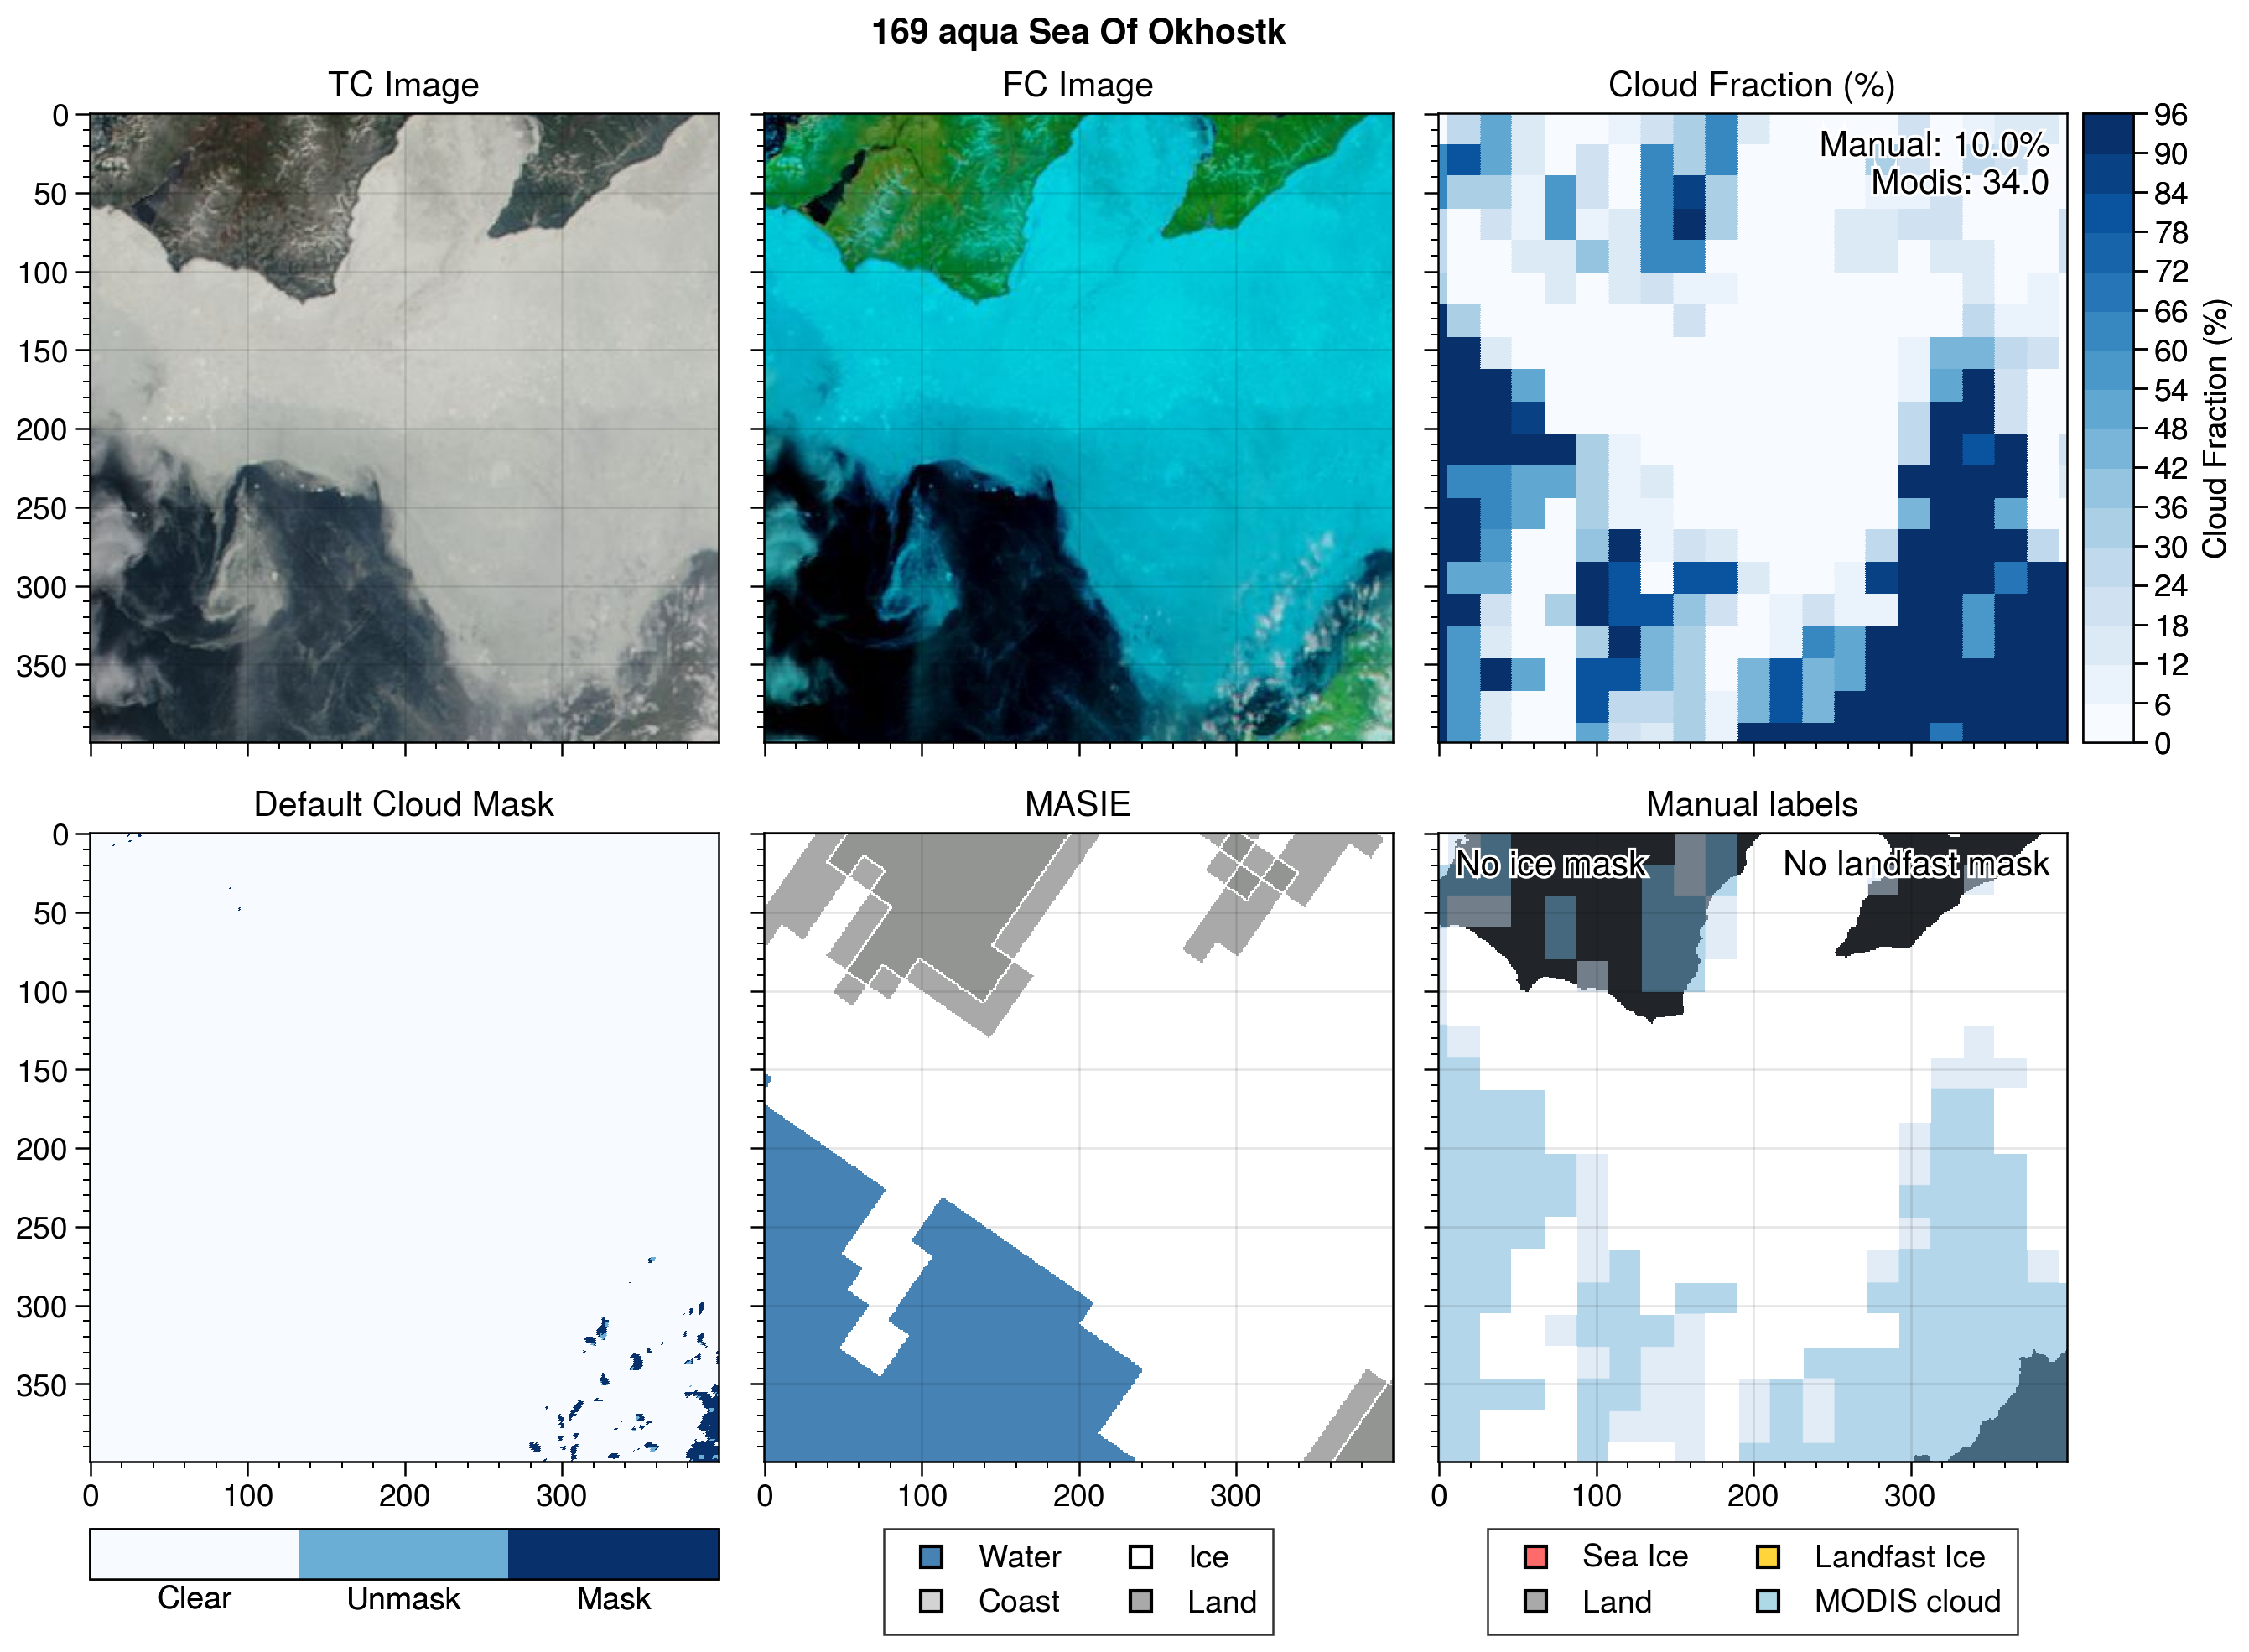 169 aqua Sea Of Okhostk
TC Image
FC Image
Cloud Fraction (%)
0
50
100
150
200
250
300
350
Manual: 10.0%
Modis: 34.0
96
90
84
78
72
66
60
54
48
42
36
30
24
18
12
6
0
Cloud Fraction (%)
Default Cloud Mask
MASIE
Manual labels
0
50
100
150
200
250
300
350
No ice mask
No landfast mask
0 100 200 300
0 100 200 300
0 100 200 300
Clear Unmask Mask
Water Ice
Coast Land
Sea Ice Landfast Ice
Land MODIS cloud